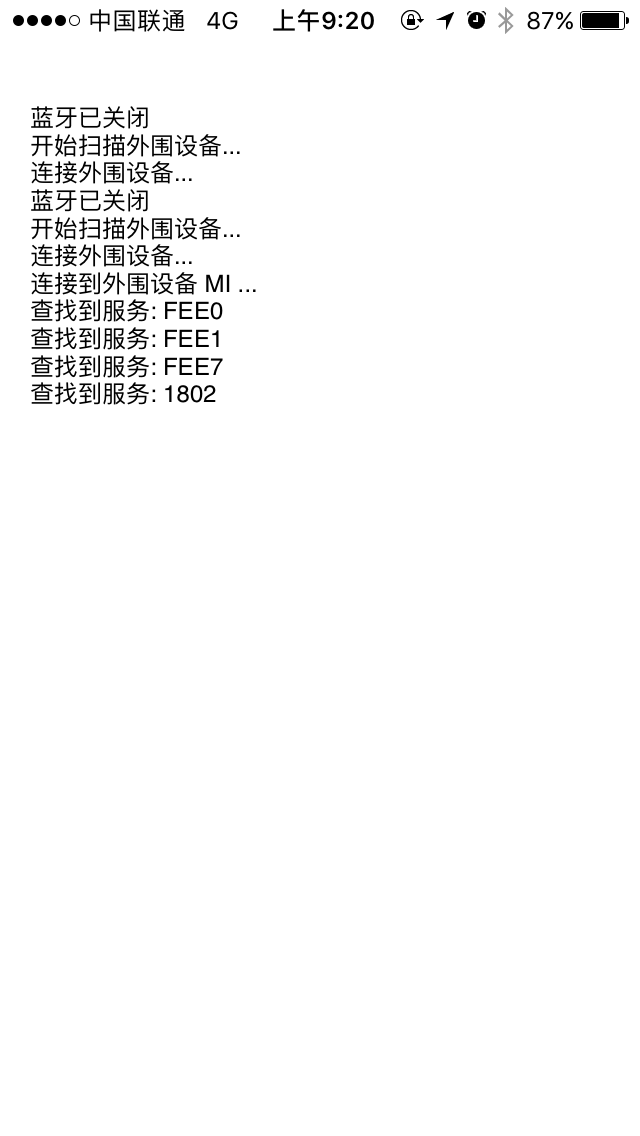 中国联通 4G 上午9:20 87%
蓝牙已关闭
开始扫描外围设备...
连接外围设备...
蓝牙已关闭
开始扫描外围设备...
连接外围设备...
连接到外围设备 MI ...
查找到服务: FEE0
查找到服务: FEE1
查找到服务: FEE7
查找到服务: 1802